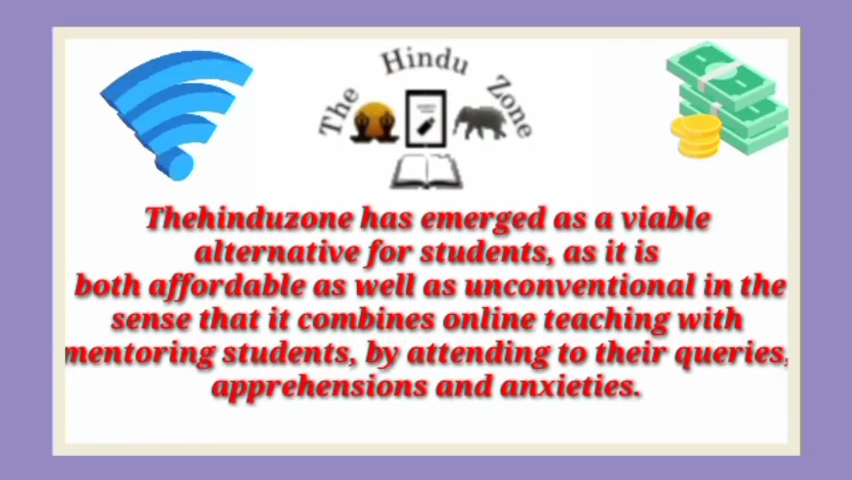 The Hindu Zone
Thehinduzone has emerged as a viable
alternative for students, as it is
both affordable as well as unconventional in the
sense that it combines online teaching with
mentoring students, by attending to their queries,
apprehensions and anxieties.